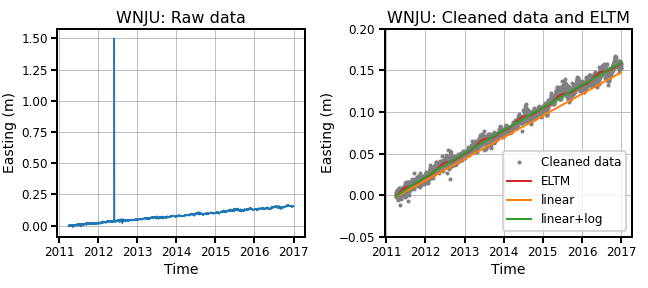 WNJU: Raw data
1.50
1.25
1.00
0.75
0.50
0.25
0.00
Easting (m)
2011 2012 2013 2014 2015 2016 2017
Time
WNJU: Cleaned data and ELTM
0.20
0.15
0.10
0.05
0.00
−0.05
Easting (m)
Cleaned data
ELTM
linear
linear+log
2011 2012 2013 2014 2015 2016 2017
Time